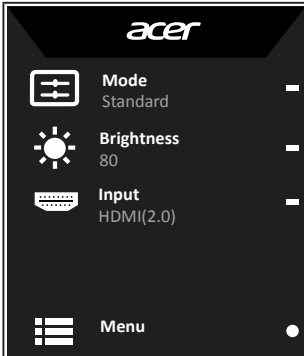 acer
Mode
Standard
Brightness
80
Input
HDMI(2.0)
Menu